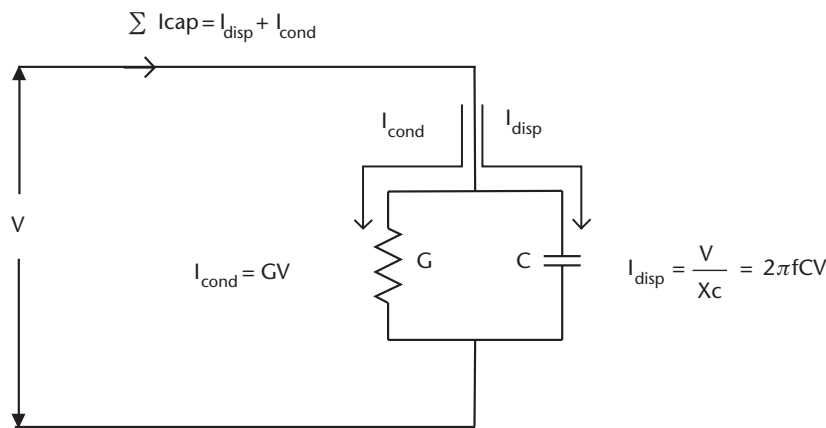 ∑ Icap = I_disp + I_cond
I_cond
I_disp
V
I_cond = GV
G
C
I_disp = V/Xc = 2πfCV